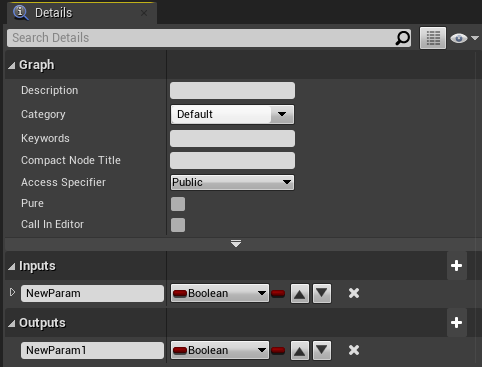 Details
Search Details
Graph
Description
Category Default
Keywords
Compact Node Title
Access Specifier Public
Pure
Call In Editor
Inputs
NewParam Boolean
Outputs
NewParam1 Boolean